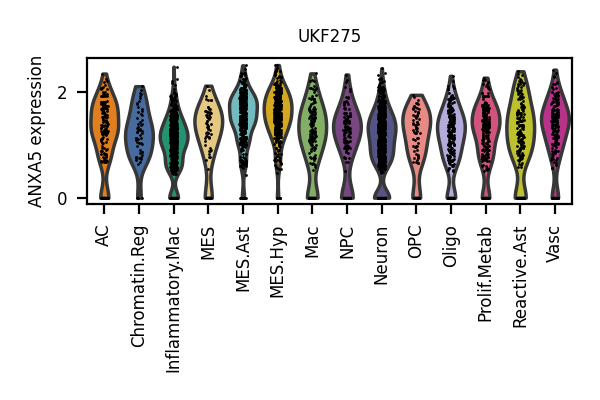 UKF275
ANXA5 expression
2
0
AC
Chromatin.Reg
Inflammatory.Mac
MES
MES.Ast
MES.Hyp
Mac
NPC
Neuron
OPC
Oligo
Prolif.Metab
Reactive.Ast
Vasc